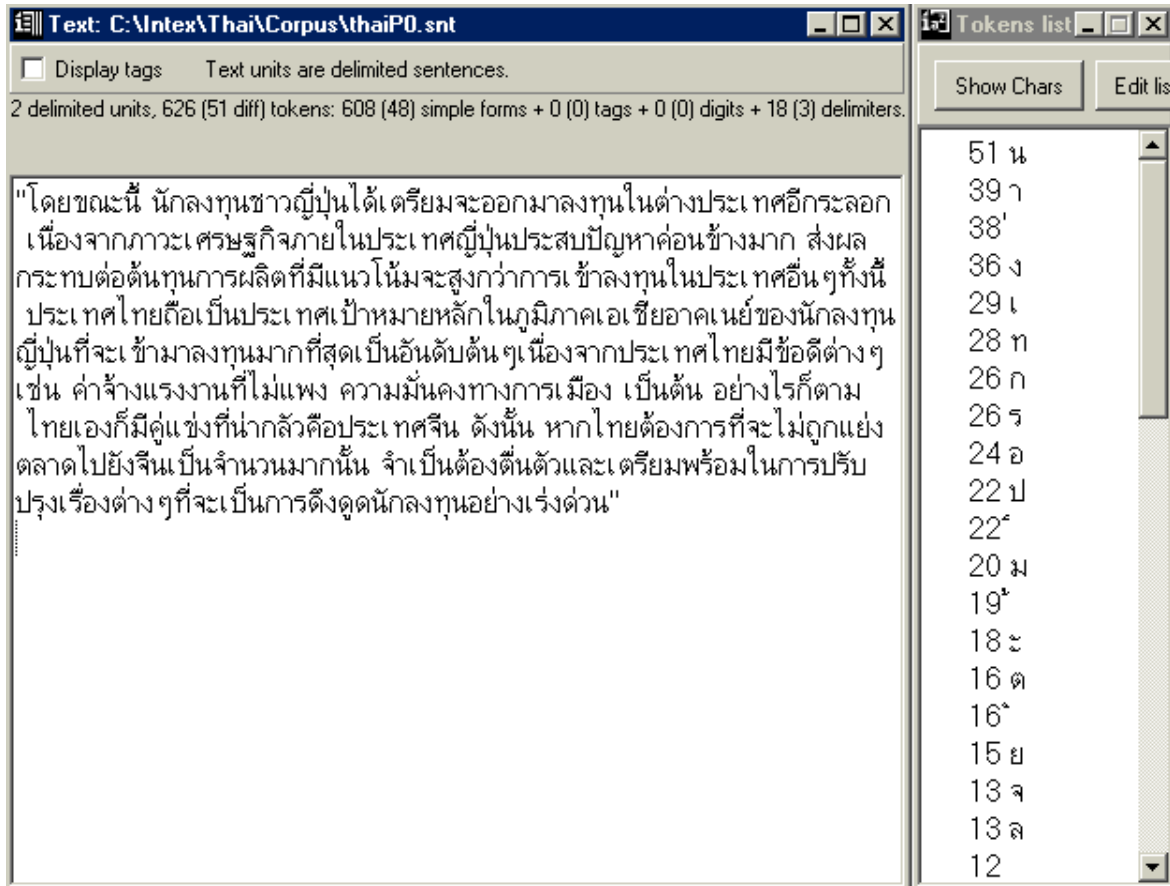 Text: C:\Intex\Thai\Corpus\thaiP0.snt
Display tags Text units are delimited sentences.
2 delimited units, 626 (51 diff) tokens: 608 (48) simple forms + 0 (0) tags + 0 (0) digits + 18 (3) delimiters.
"โดยขณะนี้ นักลงทุนชาวญี่ปุ่นได้เตรียมจะออกมาลงทุนในต่างประเทศอีกระลอก
เนื่องจากภาวะเศรษฐกิจภายในประเทศญี่ปุ่นประสบปัญหาค่อนข้างมาก ส่งผล
กระทบต่อต้นทุนการผลิตที่มีแนวโน้มจะสูงกว่าการเข้าลงทุนในประเทศอื่นๆทั้งนี้
ประเทศไทยถือเป็นประเทศเป้าหมายหลักในภูมิภาคเอเชียอาคเนย์ของนักลงทุน
ญี่ปุ่นที่จะเข้ามาลงทุนมากที่สุดเป็นอันดับต้นๆเนื่องจากประเทศไทยมีข้อดีต่างๆ
เช่น ค่าจ้างแรงงานที่ไม่แพง ความมั่นคงทางการเมือง เป็นต้น อย่างไรก็ตาม
ไทยเองก็มีคู่แข่งที่น่ากลัวคือประเทศจีน ดังนั้น หากไทยต้องการที่จะไม่ถูกแย่ง
ตลาดไปยังจีนเป็นจำนวนมากนั้น จำเป็นต้องตื่นตัวและเตรียมพร้อมในการปรับ
ปรุงเรื่องต่างๆที่จะเป็นการดึงดูดนักลงทุนอย่างเร่งด่วน"
Tokens list
Show Chars Edit lis
51 น
39 า
38 ่
36 ง
29 เ
28 ท
26 ก
26 ร
24 อ
22 ป
22 ี
20 ม
19 ้
18 ะ
16 ต
16 ั
15 ย
13 จ
13 ล
12